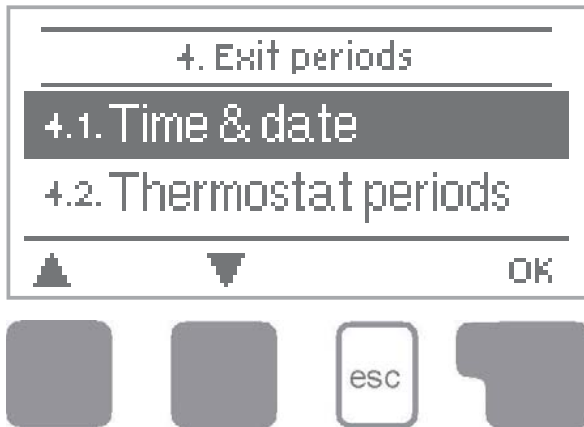 4. Exit periods
4.1. Time & date
4.2. Thermostat periods
OK
esc